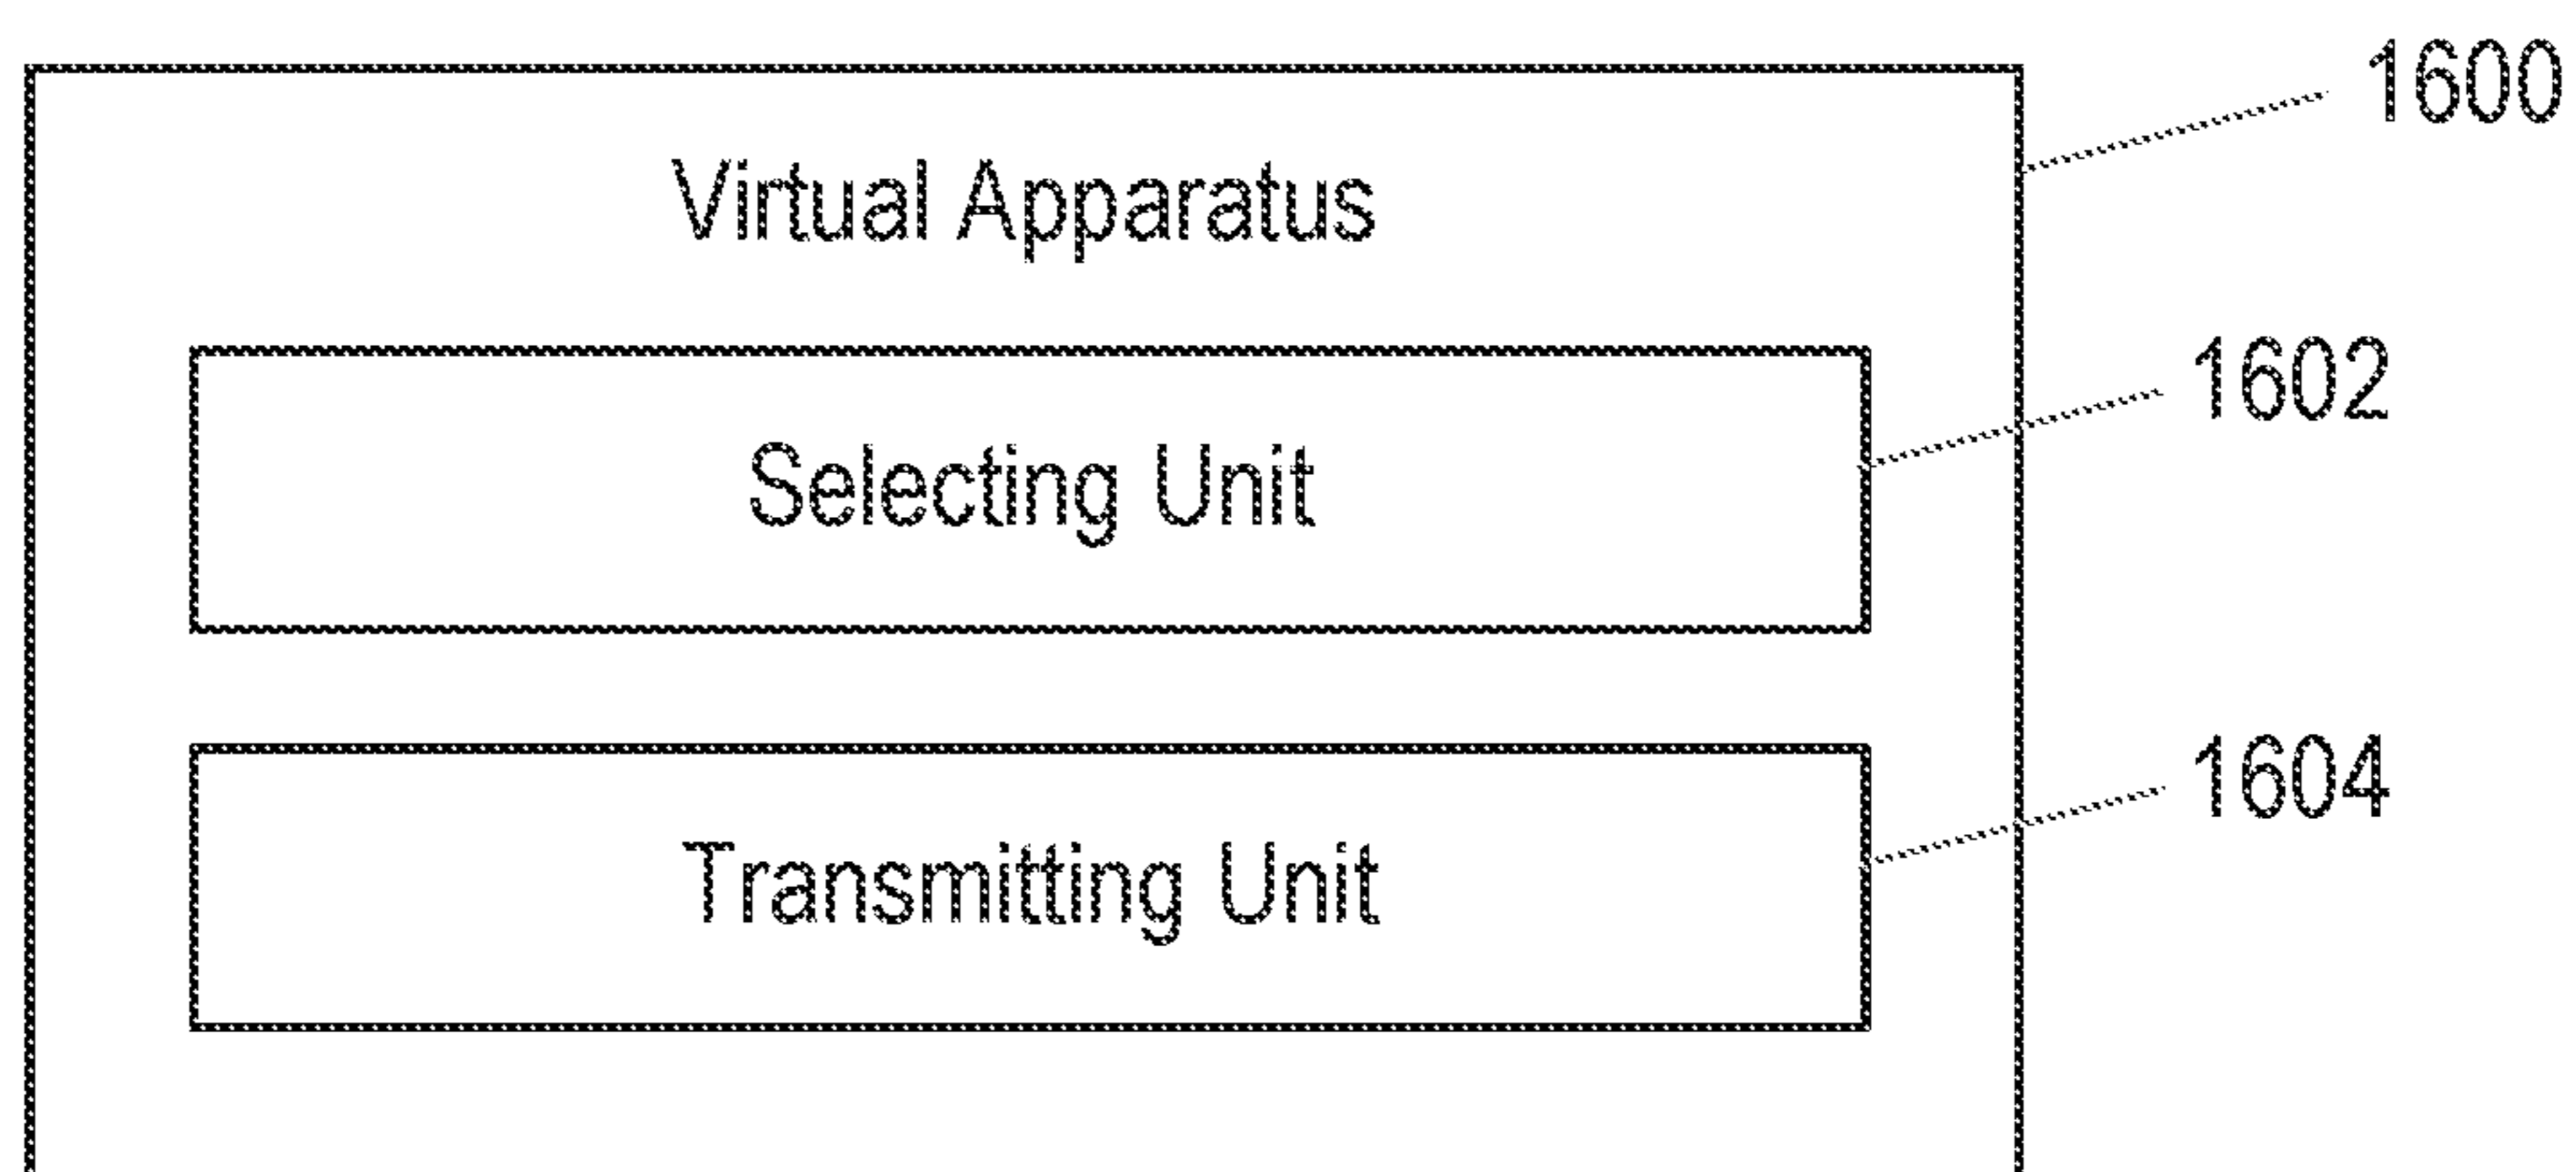 1600
Virtual Apparatus
1602
Selecting Unit
1604
Transmitting Unit